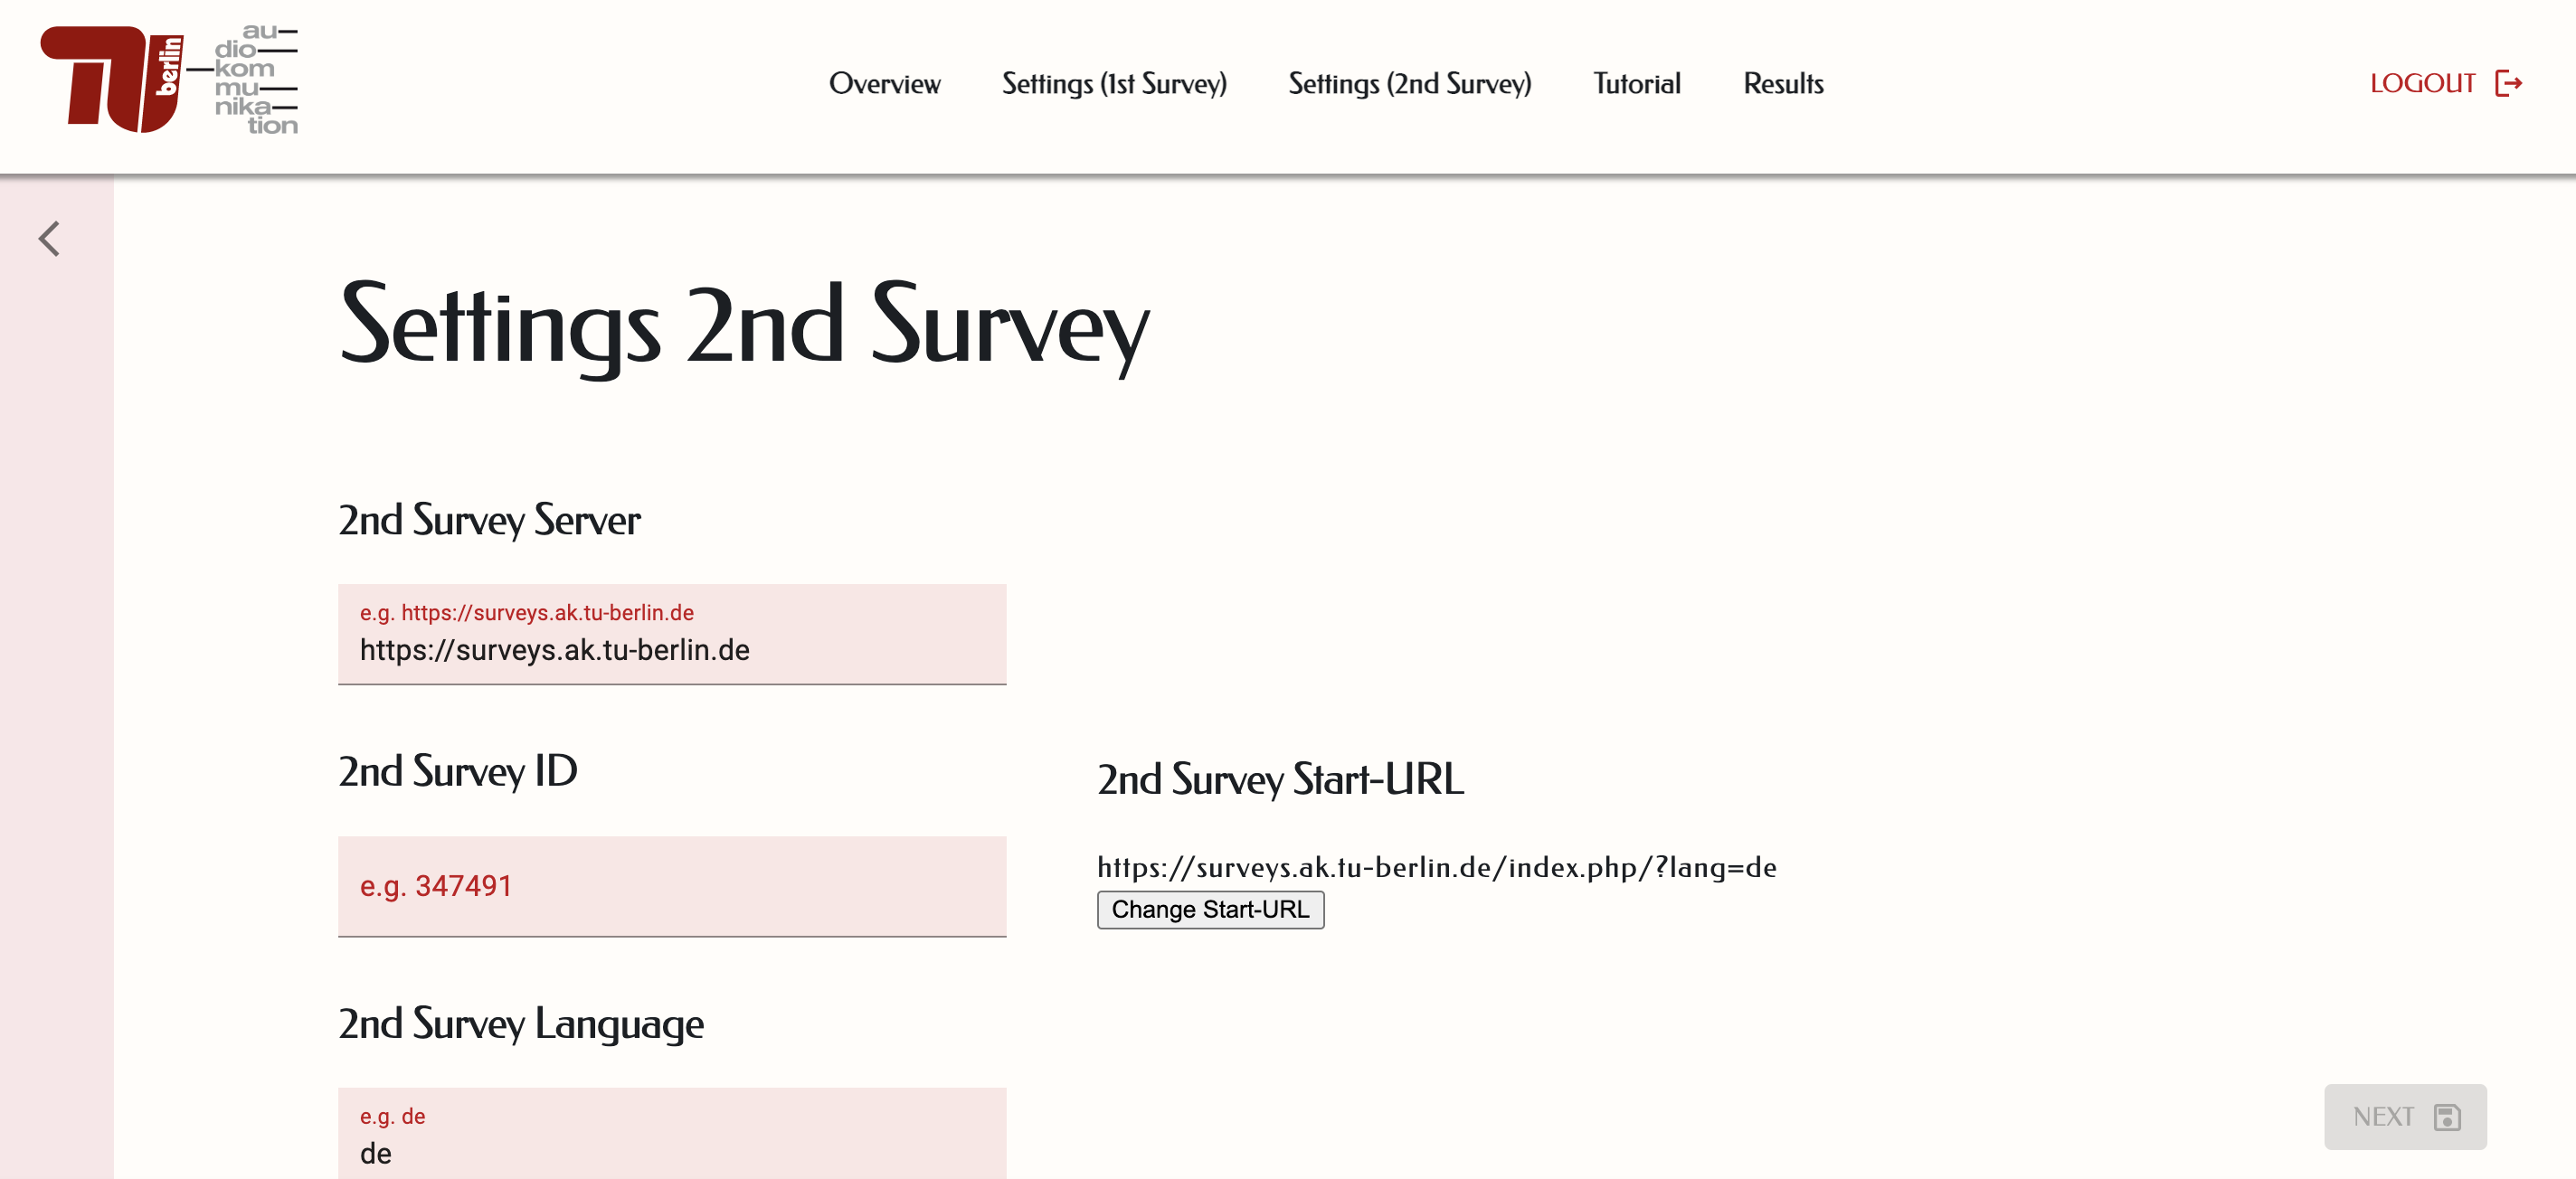 berlin
au
dio
kom
mu
nika
tion
Overview
Settings (1st Survey)
Settings (2nd Survey)
Tutorial
Results
LOGOUT
Settings 2nd Survey
2nd Survey Server
e.g. https://surveys.ak.tu-berlin.de
https://surveys.ak.tu-berlin.de
2nd Survey ID
e.g. 347491
2nd Survey Start-URL
https://surveys.ak.tu-berlin.de/index.php/?lang=de
Change Start-URL
2nd Survey Language
e.g. de
de
NEXT